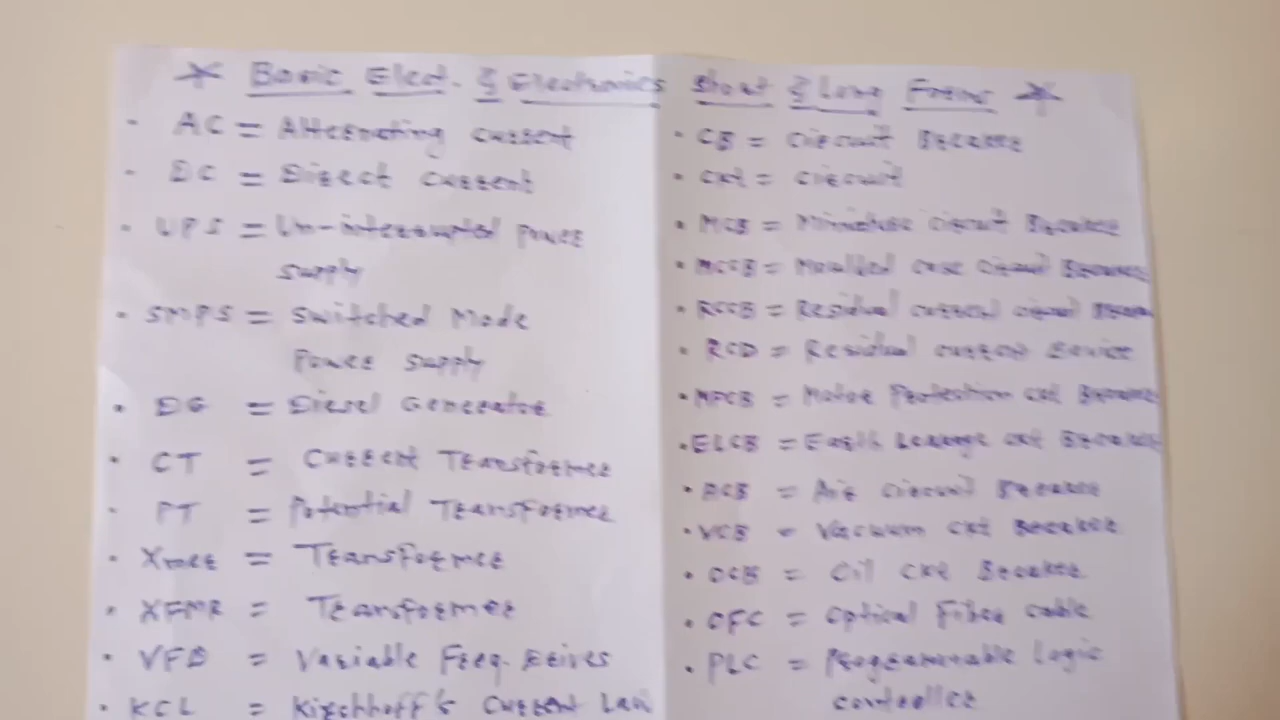 * Basic Elect. & Electronics Short & Long Forms *
• AC = Alternating Current
• DC = Direct Current
• UPS = Un-interrupted Power
Supply
• SMPS = Switched Mode
Power Supply
• DG = Diesel Generator
• CT = Current Transformer
• PT = Potential Transformer
• Xmer = Transformer
• XFMR = Transformer
• VFD = Variable Freq. Drives
• KCL = Kirchhoff's Current Law
• CB = Circuit Breaker
• CKt = Circuit
• MCB = Miniature Circuit Breaker
• MCCB = Moulded Case Circuit Breaker
• RCCB = Residual current circuit Breaker
• RCD = Residual current Device
• MPCB = Motor Protection ckt Breaker
• ELCB = Earth Leakage ckt Breaker
• ACB = Air circuit Breaker
• VCB = Vacuum ckt Breaker
• OCB = Oil Ckt Breaker
• OFC = Optical Fiber cable
• PLC = Programmable Logic
controller